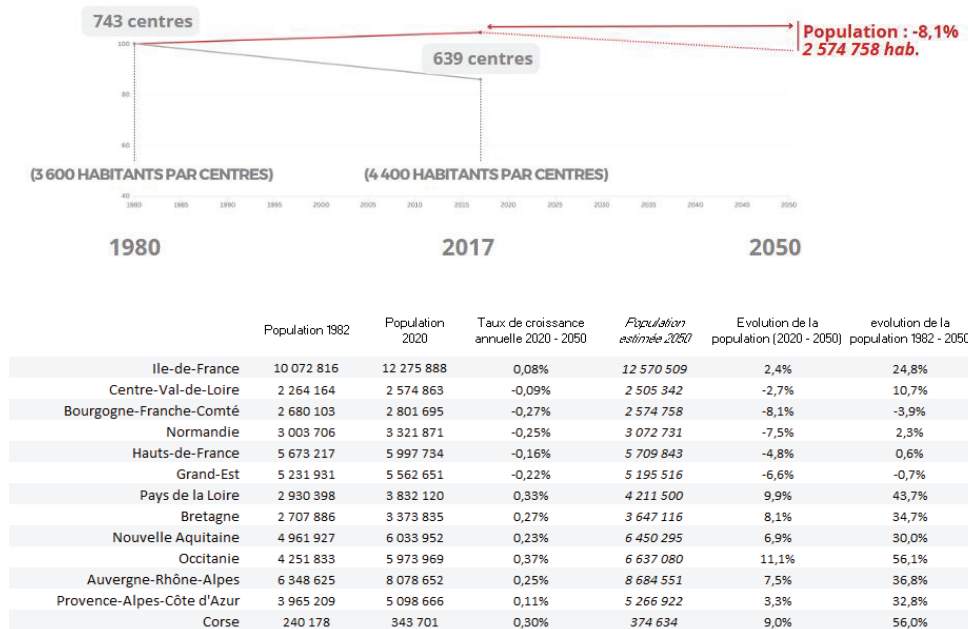 743 centres
639 centres
Population : -8,1%
2 574 758 hab.
100
80
60
40
(3 600 HABITANTS PAR CENTRES)
(4 400 HABITANTS PAR CENTRES)
1980 1985 1990 1995 2000 2005 2010 2015 2020 2025 2030 2035 2040 2045 2050
1980 2017 2050
Population 1982 Population 2020 Taux de croissance annuelle 2020 - 2050 Population estimée 2050 Evolution de la population (2020 - 2050) evolution de la population 1982 - 2050
Ile-de-France 10 072 816 12 275 888 0,08% 12 570 509 2,4% 24,8%
Centre-Val-de-Loire 2 264 164 2 574 863 -0,09% 2 505 342 -2,7% 10,7%
Bourgogne-Franche-Comté 2 680 103 2 801 695 -0,27% 2 574 758 -8,1% -3,9%
Normandie 3 003 706 3 321 871 -0,25% 3 072 731 -7,5% 2,3%
Hauts-de-France 5 673 217 5 997 734 -0,16% 5 709 843 -4,8% 0,6%
Grand-Est 5 231 931 5 562 651 -0,22% 5 195 516 -6,6% -0,7%
Pays de la Loire 2 930 398 3 832 120 0,33% 4 211 500 9,9% 43,7%
Bretagne 2 707 886 3 373 835 0,27% 3 647 116 8,1% 34,7%
Nouvelle Aquitaine 4 961 927 6 033 952 0,23% 6 450 295 6,9% 30,0%
Occitanie 4 251 833 5 973 969 0,37% 6 637 080 11,1% 56,1%
Auvergne-Rhône-Alpes 6 348 625 8 078 652 0,25% 8 684 551 7,5% 36,8%
Provence-Alpes-Côte d'Azur 3 965 209 5 098 666 0,11% 5 266 922 3,3% 32,8%
Corse 240 178 343 701 0,30% 374 634 9,0% 56,0%